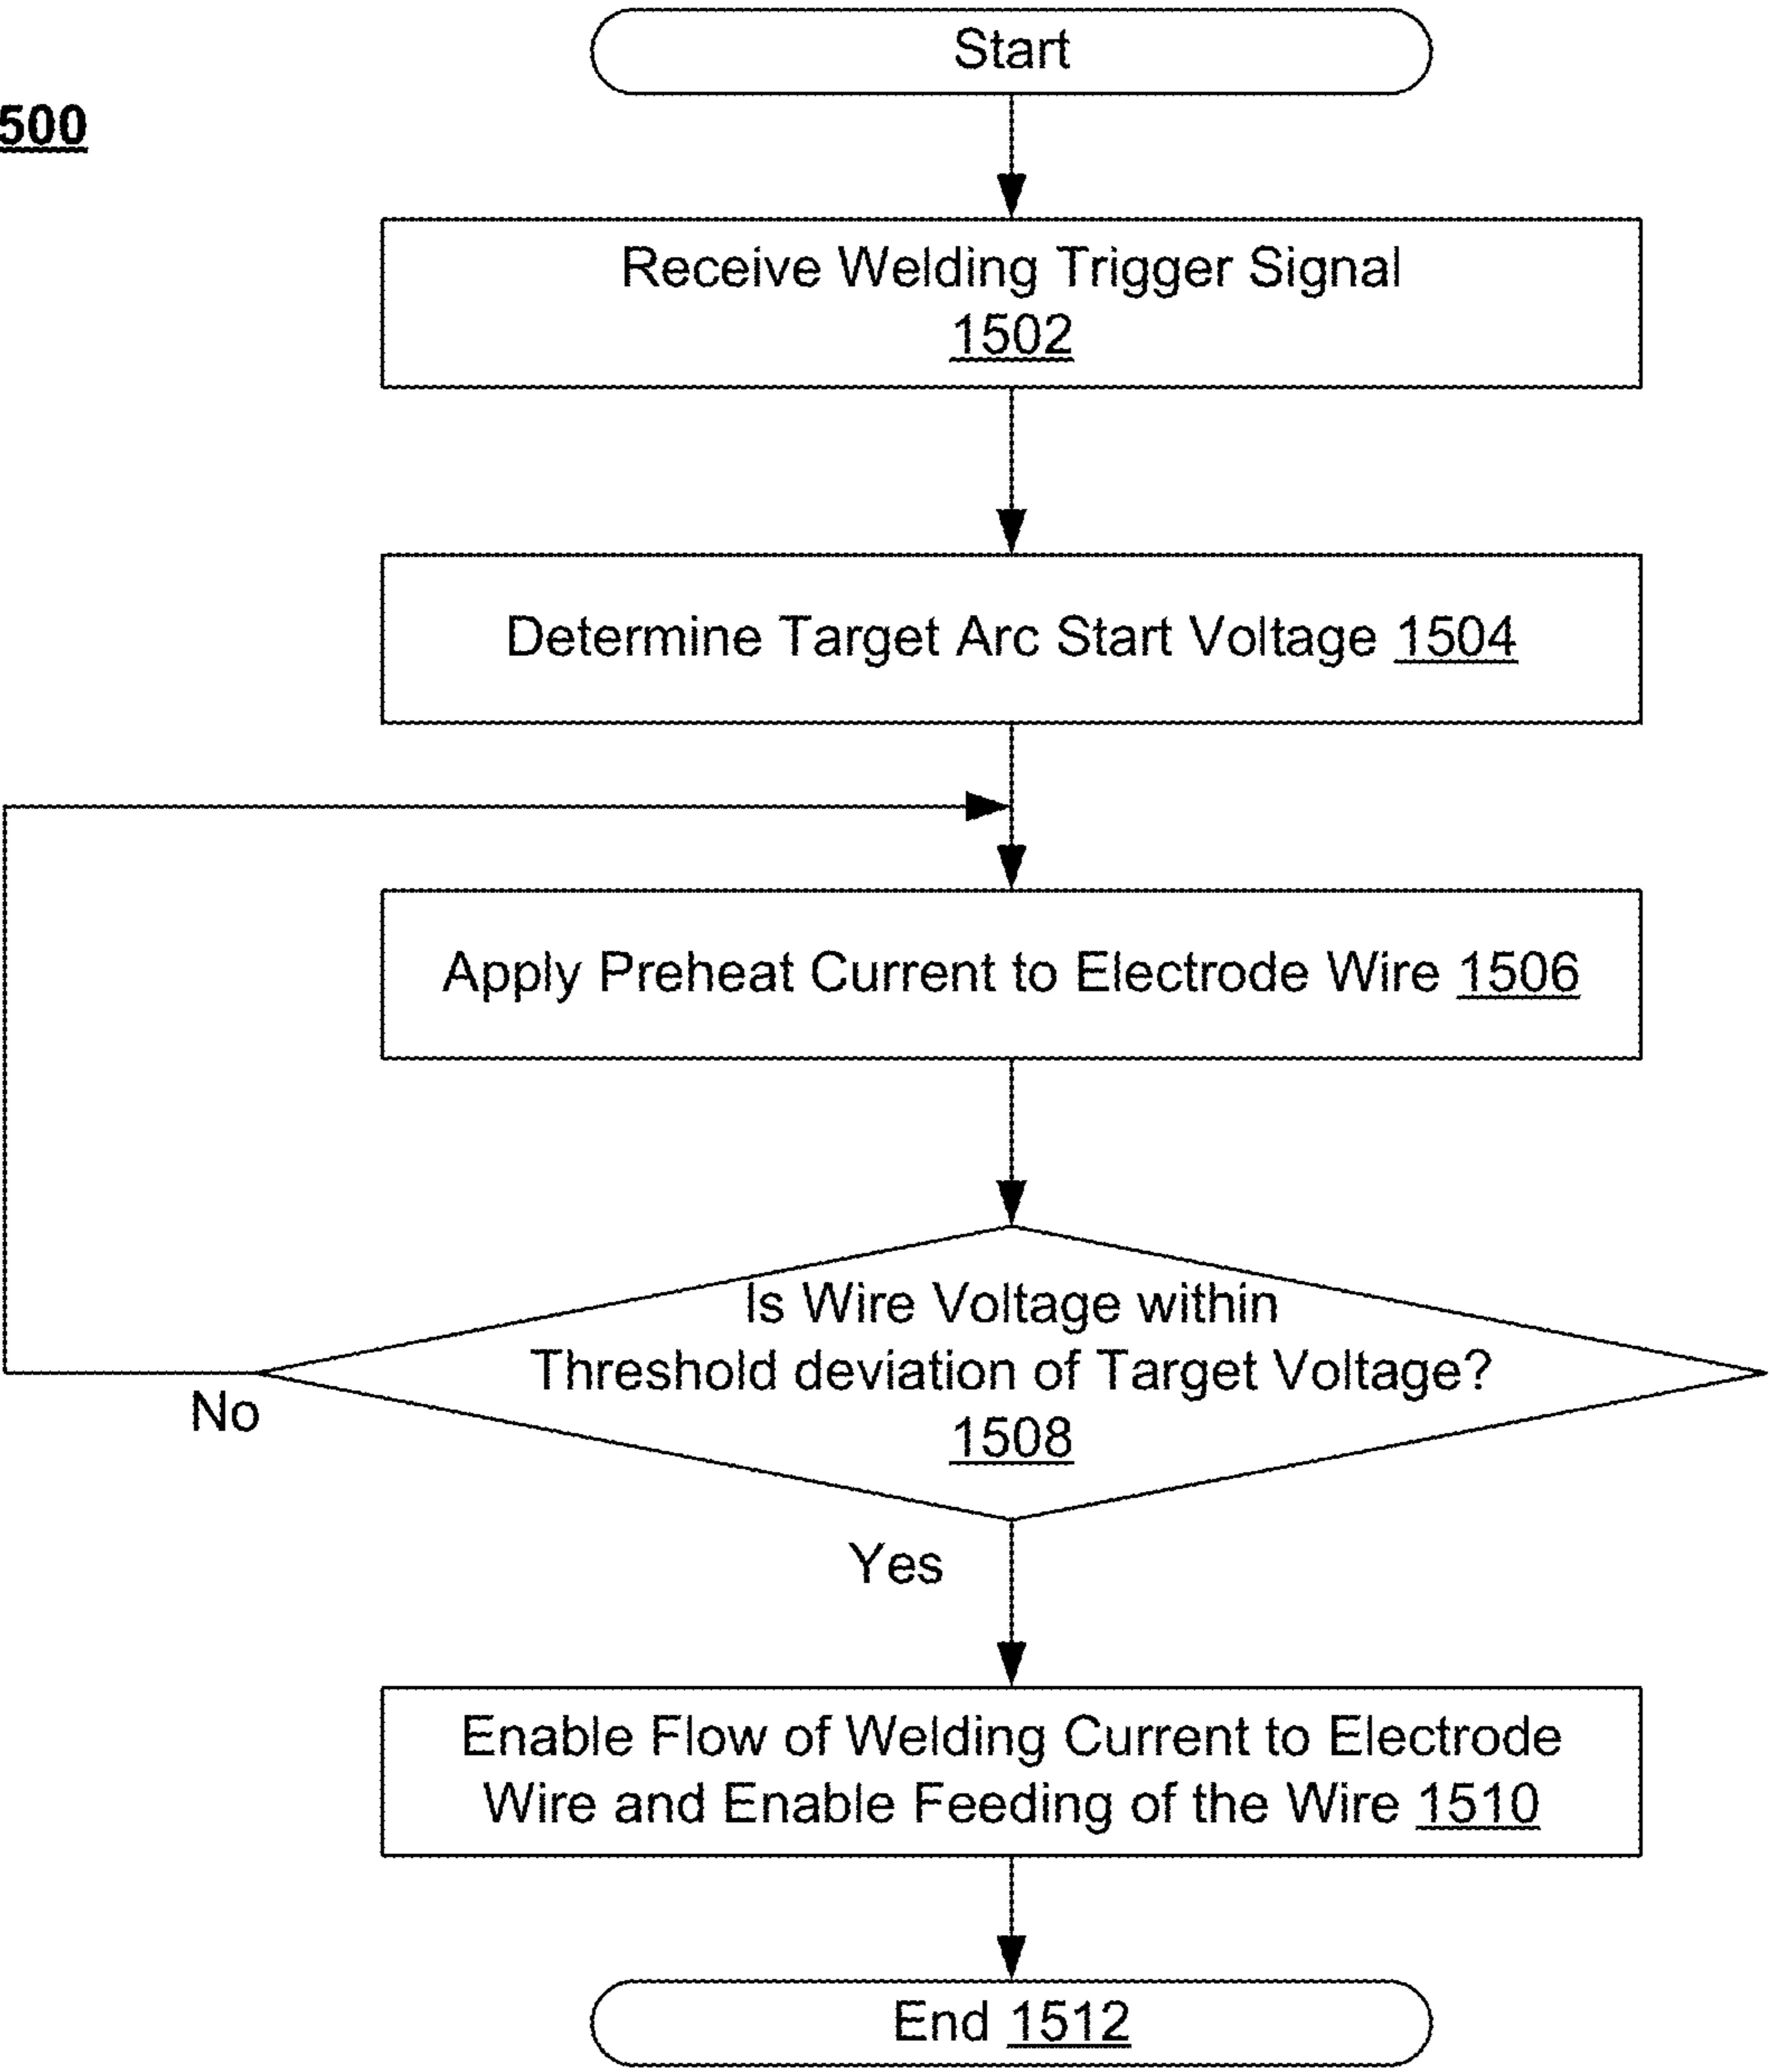 Start
500
Receive Welding Trigger Signal
1502
Determine Target Arc Start Voltage 1504
Apply Preheat Current to Electrode Wire 1506
Is Wire Voltage within
Threshold deviation of Target Voltage?
1508
No
Yes
Enable Flow of Welding Current to Electrode
Wire and Enable Feeding of the Wire 1510
End 1512